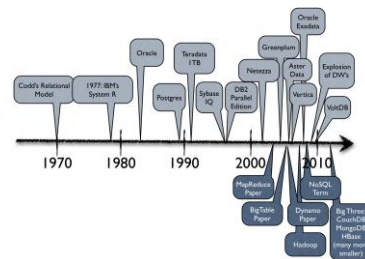 Oracle
Exadata
Greenplum
Oracle
Teradata
1TB
Aster
Data
Explosion of
DW's
Netezza
DB2
Parallel
Edition
Codd's Relational
Model
1977: IBM's
System R
Postgres
Sybase
IQ
Vertica
VoltDB
1970
1980
1990
2000
2010
MapReduce
Paper
NoSQL
Term
BigTable
Paper
Dynamo
Paper
BigThree:
CouchDB
MongoDB
HBase
(many more
smaller)
Hadoop